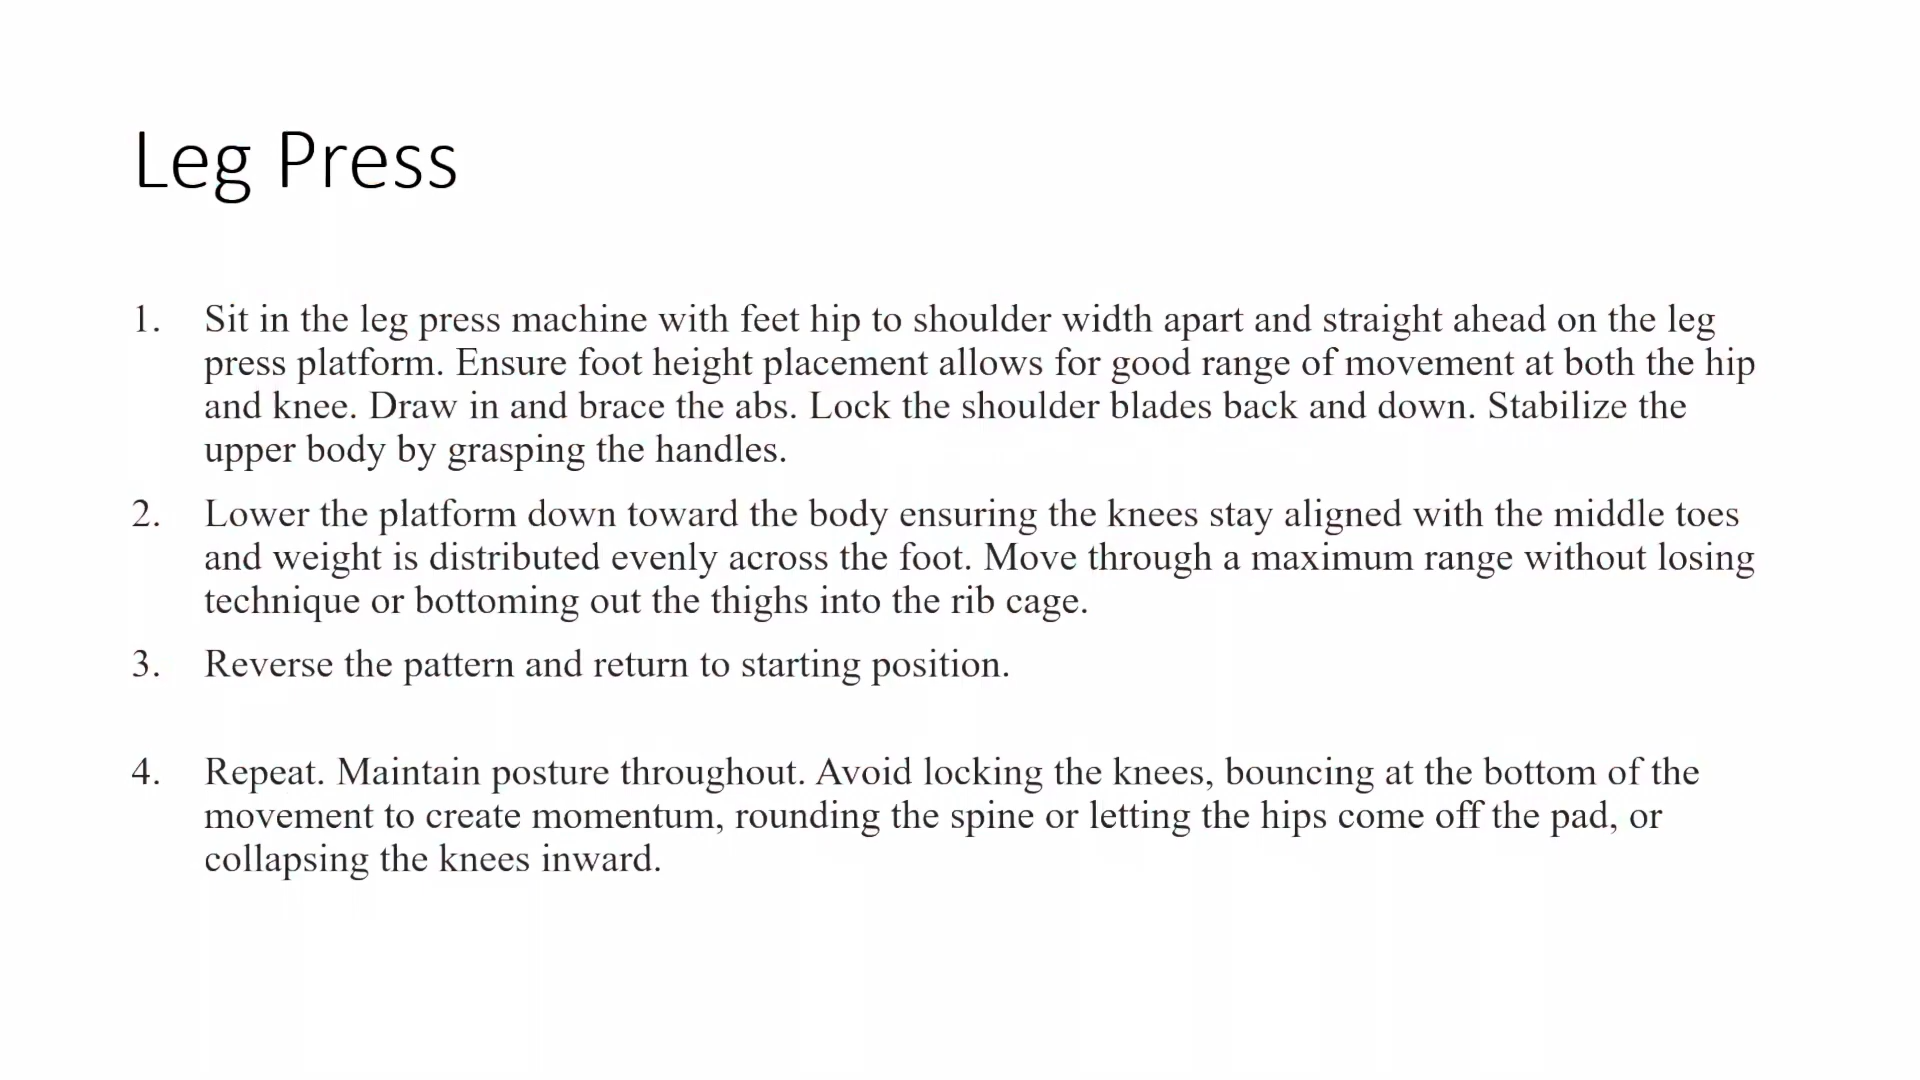 Leg Press
1. Sit in the leg press machine with feet hip to shoulder width apart and straight ahead on the leg
press platform. Ensure foot height placement allows for good range of movement at both the hip
and knee. Draw in and brace the abs. Lock the shoulder blades back and down. Stabilize the
upper body by grasping the handles.
2. Lower the platform down toward the body ensuring the knees stay aligned with the middle toes
and weight is distributed evenly across the foot. Move through a maximum range without losing
technique or bottoming out the thighs into the rib cage.
3. Reverse the pattern and return to starting position.
4. Repeat. Maintain posture throughout. Avoid locking the knees, bouncing at the bottom of the
movement to create momentum, rounding the spine or letting the hips come off the pad, or
collapsing the knees inward.